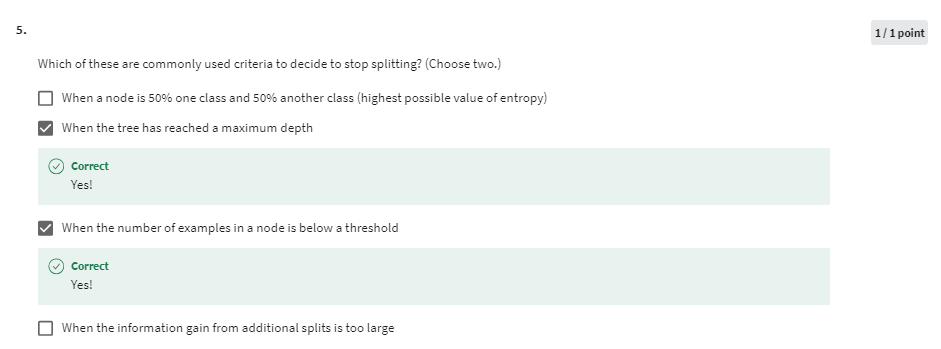 5.
1 / 1 point
Which of these are commonly used criteria to decide to stop splitting? (Choose two.)
When a node is 50% one class and 50% another class (highest possible value of entropy)
When the tree has reached a maximum depth
Correct
Yes!
When the number of examples in a node is below a threshold
Correct
Yes!
When the information gain from additional splits is too large